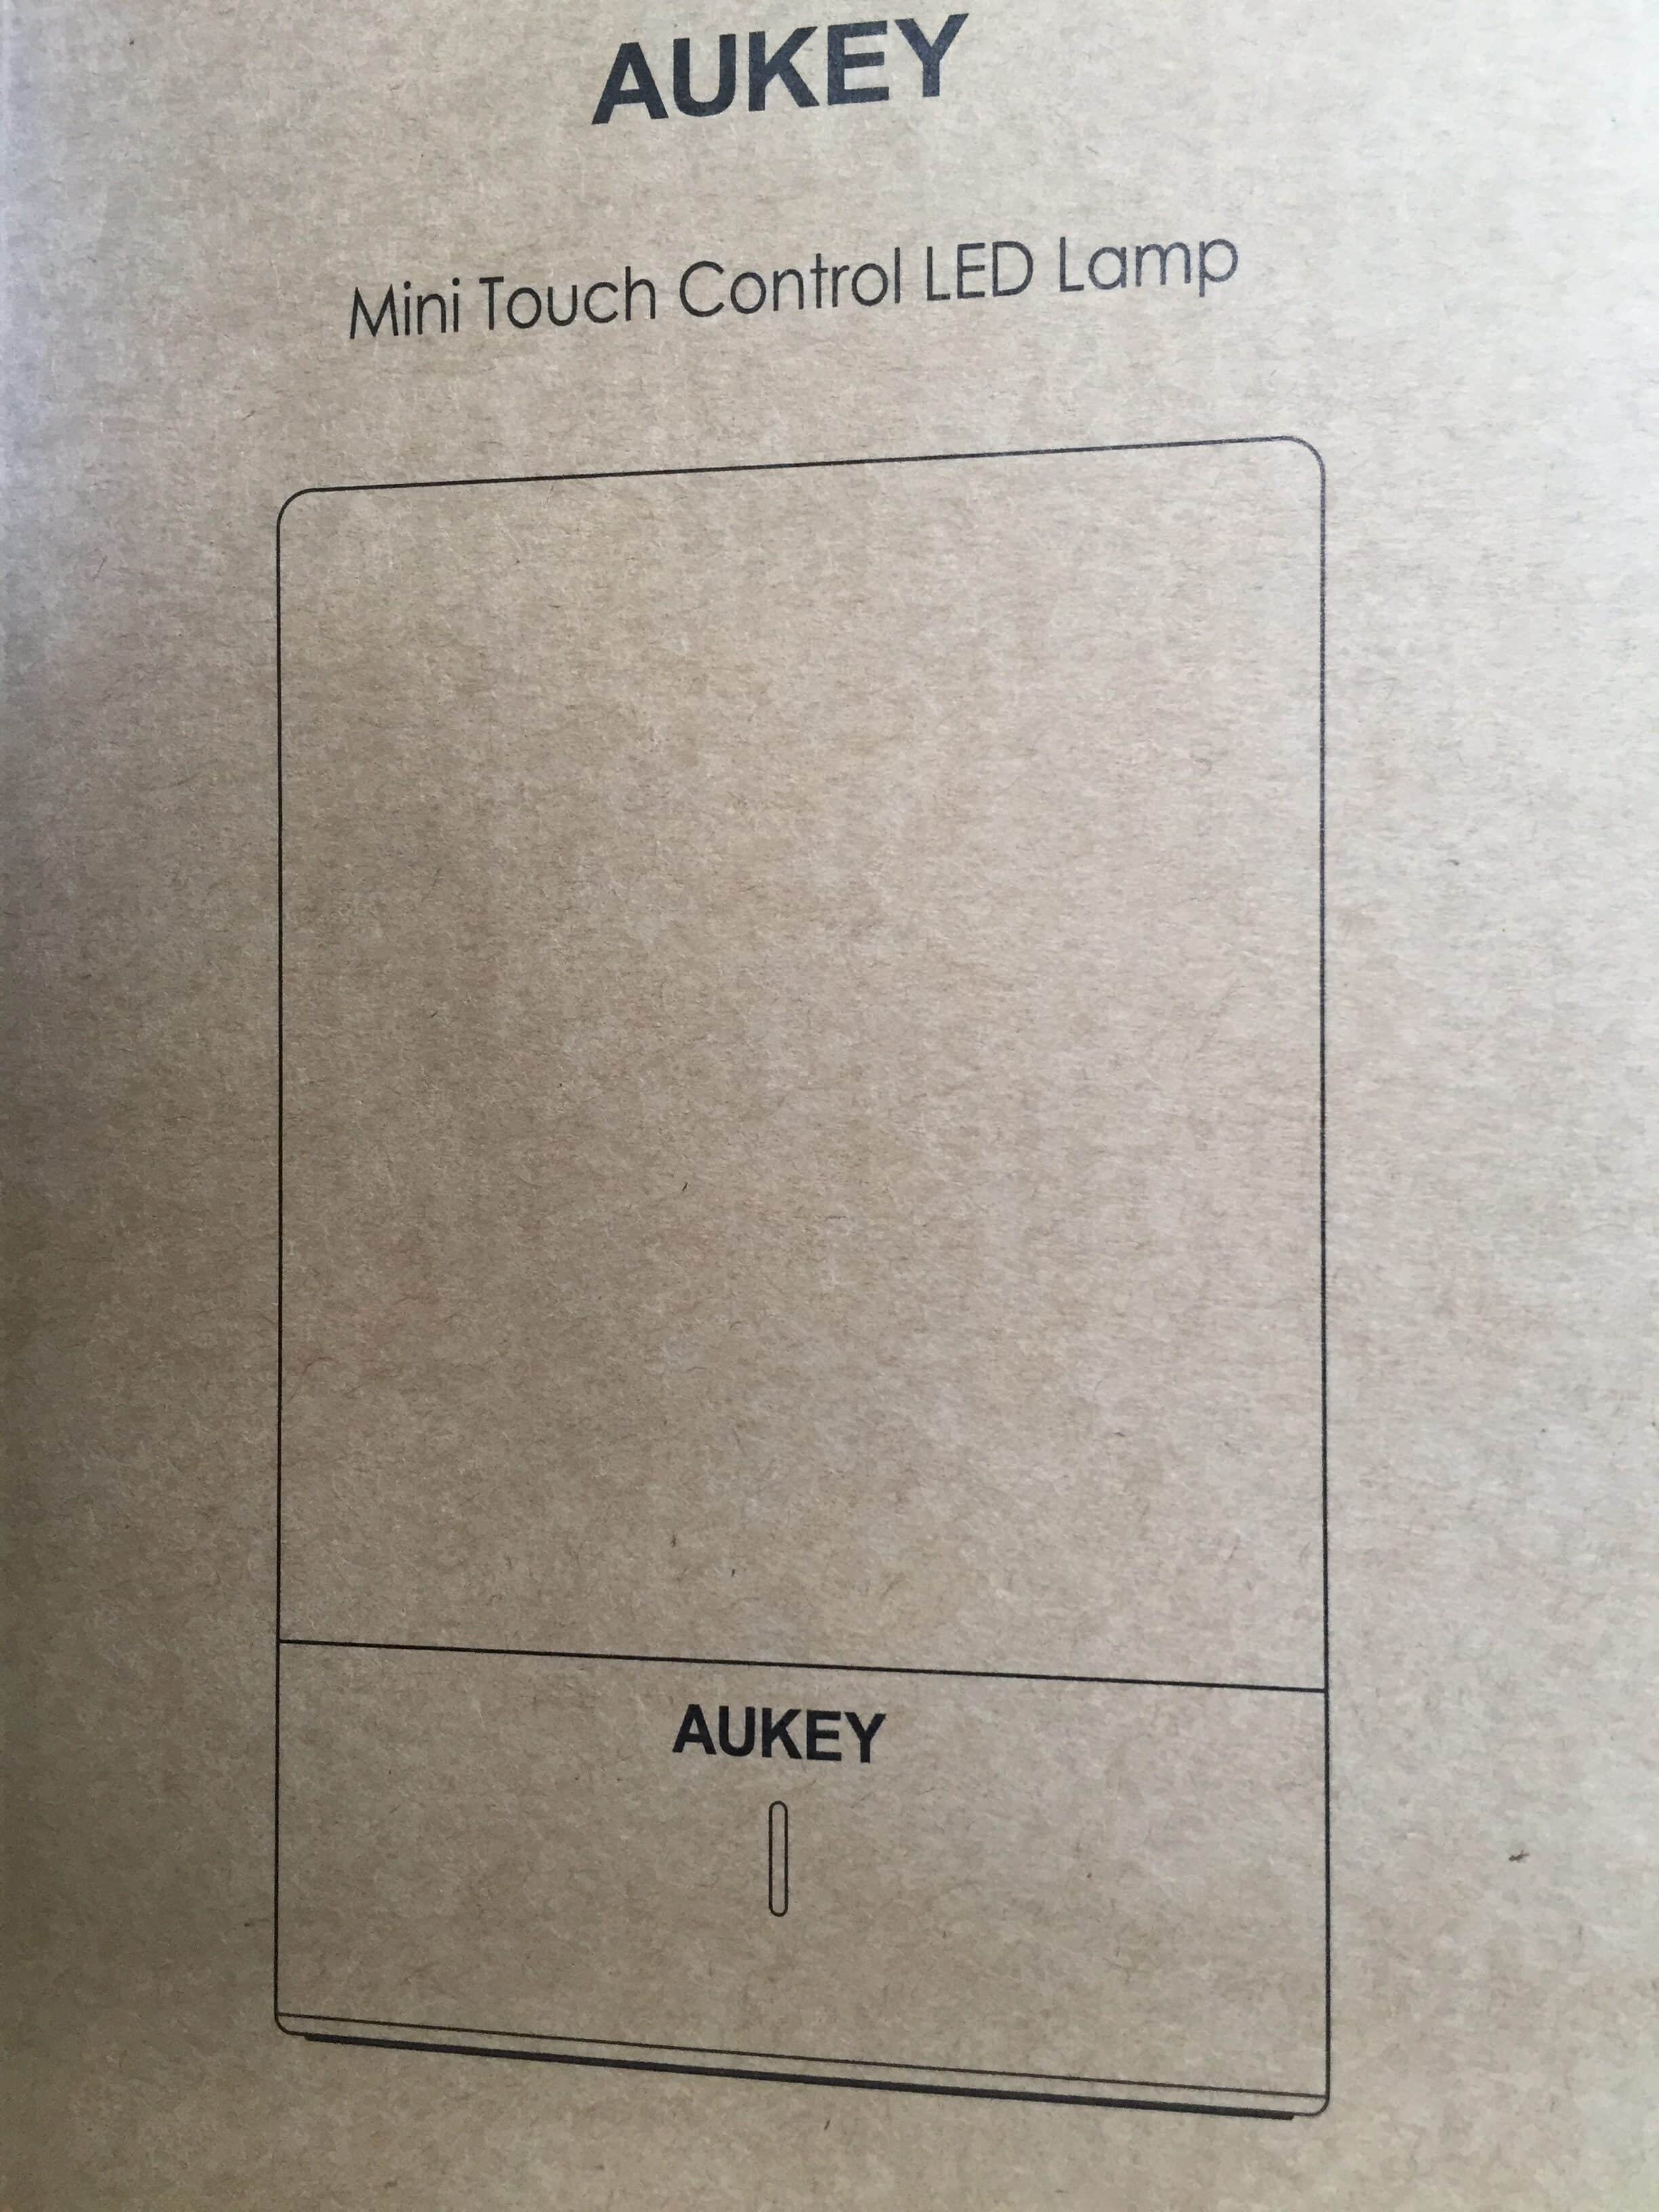 AUKEY
Mini Touch Control LED Lamp
AUKEY